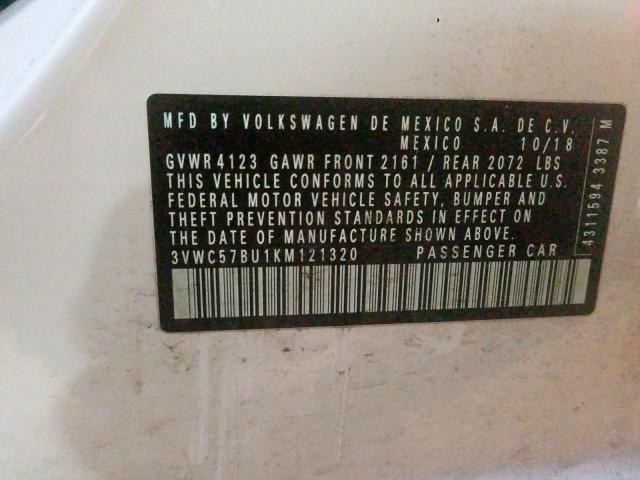 MFD BY VOLKSWAGEN DE MEXICO S.A. DE C.V.
MEXICO 10/18
GVWR 4123 GAWR FRONT 2161 / REAR 2072 LBS
THIS VEHICLE CONFORMS TO ALL APPLICABLE U.S.
FEDERAL MOTOR VEHICLE SAFETY, BUMPER AND
THEFT PREVENTION STANDARDS IN EFFECT ON
THE DATE OF MANUFACTURE SHOWN ABOVE.
3VWC57BU1KM121320 PASSENGER CAR
4311594 3387 M